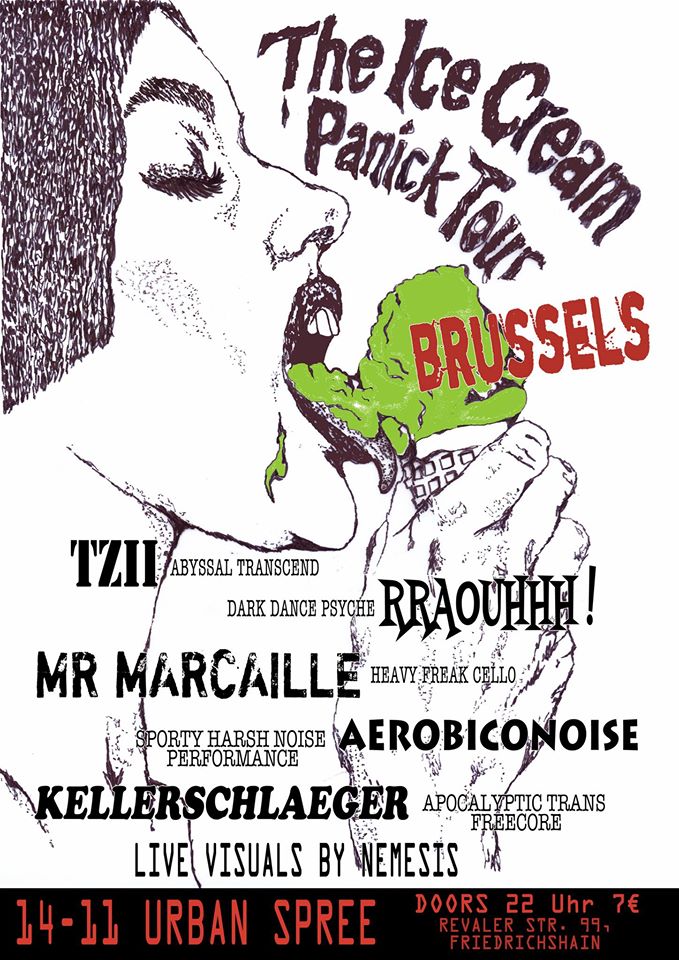 The Ice Cream
Panick Tour
BRUSSELS
TZII ABYSSAL TRANSCEND
DARK DANCE PSYCHE RRAOUHHH!
MR MARCAILLE HEAVY FREAK CELLO
SPORTY HARSH NOISE
PERFORMANCE
AEROBICONOISE
KELLERSCHLAEGER
APOCALYPTIC TRANS
FREECORE
LIVE VISUALS BY NEMESIS
14-11 URBAN SPREE
DOORS 22 Uhr 7€
REVALER STR. 99,
FRIEDRICHSHAIN